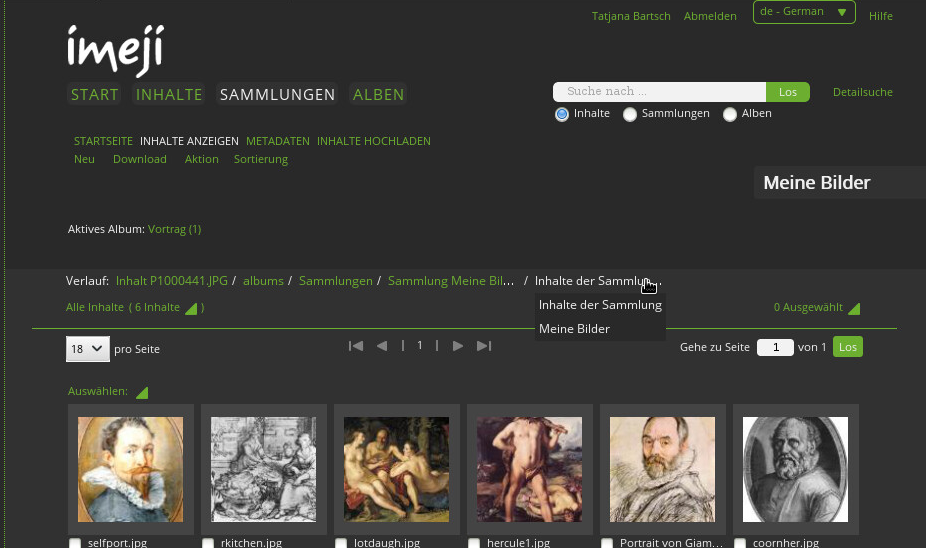 Tatjana Bartsch Abmelden de - German Hilfe
imeji
START INHALTE SAMMLUNGEN ALBEN
Suche nach ... Los Detailsuche
Inhalte Sammlungen Alben
STARTSEITE INHALTE ANZEIGEN METADATEN INHALTE HOCHLADEN
Neu Download Aktion Sortierung
Meine Bilder
Aktives Album: Vortrag (1)
Verlauf: Inhalt P1000441.JPG / albums / Sammlungen / Sammlung Meine Bil... / Inhalte der Sammlun...
Inhalte der Sammlung
Meine Bilder
Alle Inhalte ( 6 Inhalte ) 0 Ausgewählt
18 pro Seite | 1 | Gehe zu Seite 1 von 1 Los
Auswählen:
selfport.jpg rkitchen.jpg lotdaugh.jpg hercule1.jpg Portrait von Giam... coornher.jpg